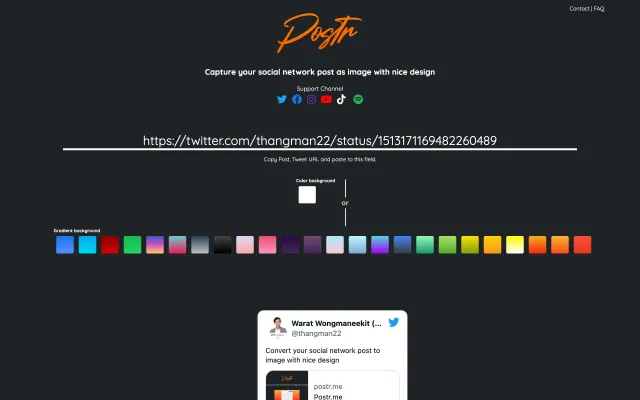 Contact | FAQ
Postr
Capture your social network post as image with nice design
Support Channel
https://twitter.com/thangman22/status/1513171169482260489
Copy Post, Tweet URL and paste to this field.
Color background
or
Gradient background
Warat Wongmaneekit (...
@thangman22
Convert your social network post to
image with nice design
Postr
postr.me
Postr.me